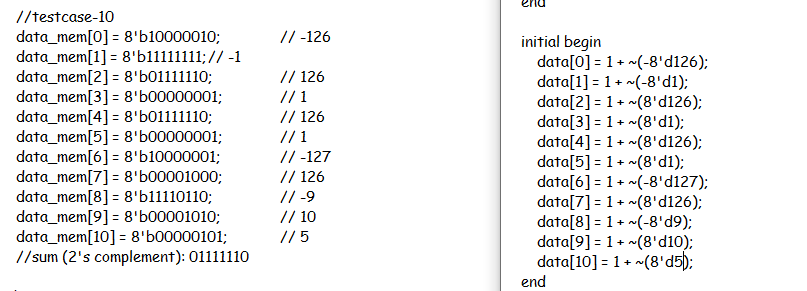 //testcase-10
data_mem[0] = 8'b10000010; // -126
data_mem[1] = 8'b11111111; // -1
data_mem[2] = 8'b01111110; // 126
data_mem[3] = 8'b00000001; // 1
data_mem[4] = 8'b01111110; // 126
data_mem[5] = 8'b00000001; // 1
data_mem[6] = 8'b10000001; // -127
data_mem[7] = 8'b00001000; // 126
data_mem[8] = 8'b11110110; // -9
data_mem[9] = 8'b00001010; // 10
data_mem[10] = 8'b00000101; // 5
//sum (2's complement): 01111110
end
initial begin
data[0] = 1 + ~(-8'd126);
data[1] = 1 + ~(-8'd1);
data[2] = 1 + ~(8'd126);
data[3] = 1 + ~(8'd1);
data[4] = 1 + ~(8'd126);
data[5] = 1 + ~(8'd1);
data[6] = 1 + ~(-8'd127);
data[7] = 1 + ~(8'd126);
data[8] = 1 + ~(-8'd9);
data[9] = 1 + ~(8'd10);
data[10] = 1 + ~(8'd5);
end